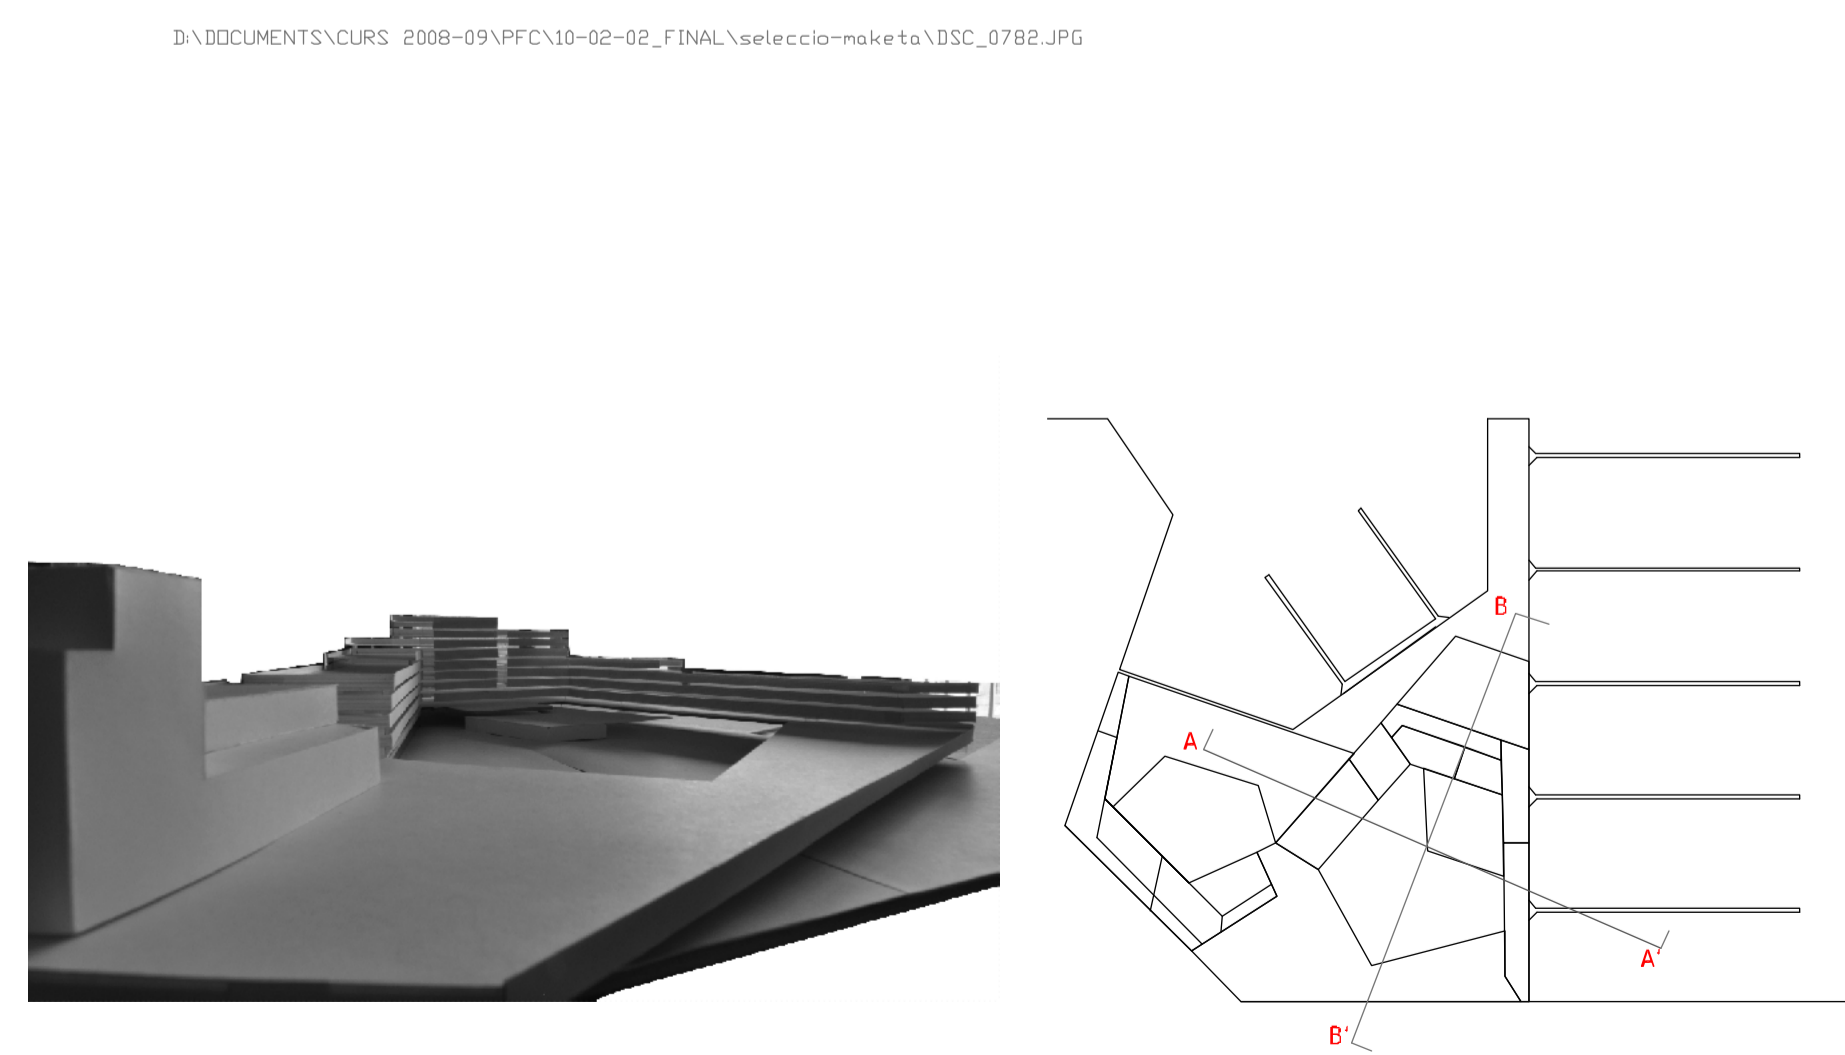 D:\DOCUMENTS\CURS 2008-09\PFC\10-02-02_FINAL\seleccio-maketa\DSC_0782.JPG
B
A
A'
B'